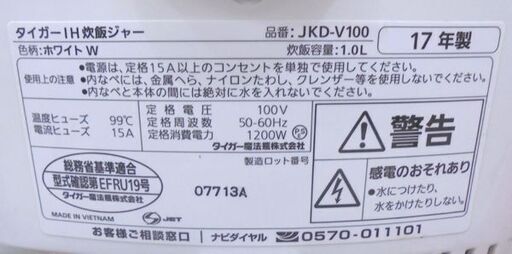 タイガーIH炊飯ジャー 品番：JKD-V100
色柄：ホワイト W 炊飯容量：1.0L 17年製
使用上の注意
・電源は、定格15A以上のコンセントを単独で使用してください。
・内なべには、金属へら、ナイロンたわし、クレンザー等を使用しないでください。
・内なべと本体の間には絶対に水を入れないでください。
温度ヒューズ 99℃
電流ヒューズ 15A
定格電圧 100V
定格周波数 50-60Hz
定格消費電力 1200W
タイガー魔法瓶株式会社
総務省基準適合
型式確認第EFRU19号
タイガー魔法瓶株式会社
製造ロット番号
07713A
MADE IN VIETNAM
S JET
警告
感電のおそれあり
・水につけたり、
水をかけたりしない。
お客様ご相談窓口 ナビダイヤル 0570-011101